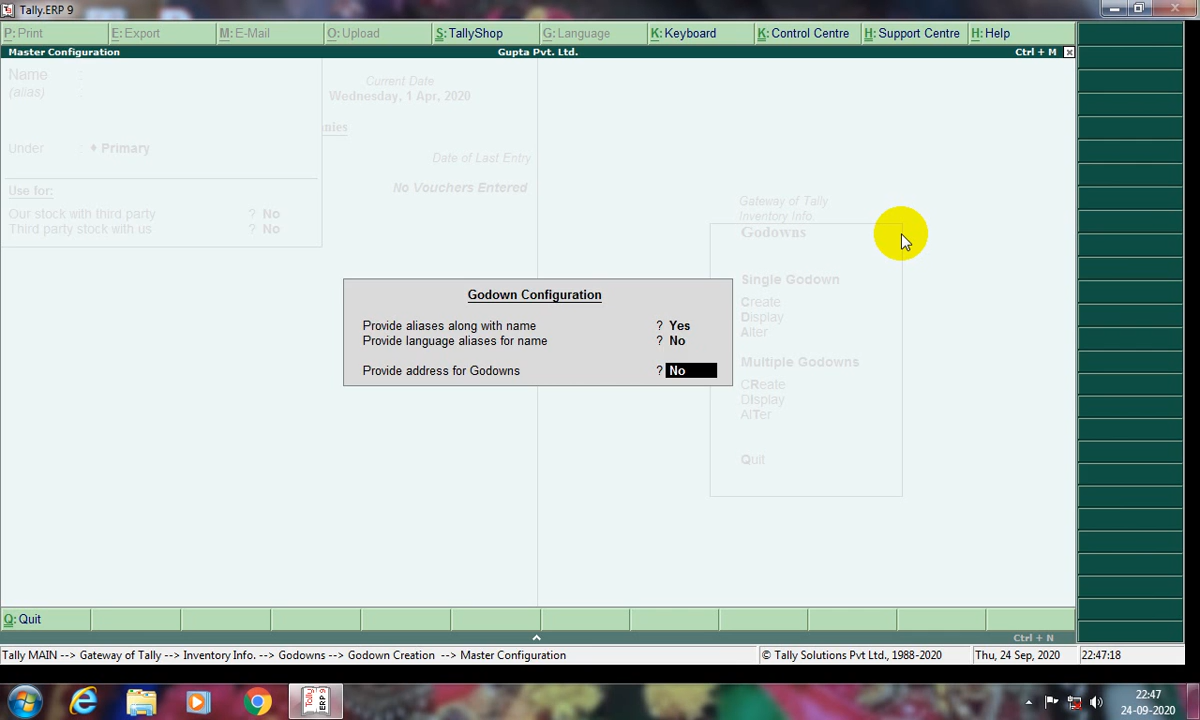 Tally.ERP 9
P: Print E: Export M: E-Mail O: Upload S: TallyShop G: Language K: Keyboard K: Control Centre H: Support Centre H: Help
Master Configuration Gupta Pvt. Ltd. Ctrl + M
Name :
(alias) :
Under : ♦ Primary
Use for:
Our stock with third party ? No
Third party stock with us ? No
Current Date
Wednesday, 1 Apr, 2020
nies
Date of Last Entry
No Vouchers Entered
Gateway of Tally
Inventory Info.
Godowns
Single Godown
Create
Display
Alter
Multiple Godowns
CReate
DIsplay
AlTer
Quit
Godown Configuration
Provide aliases along with name ? Yes
Provide language aliases for name ? No
Provide address for Godowns ? No
Q: Quit
Ctrl + N
Tally MAIN --> Gateway of Tally --> Inventory Info. --> Godowns --> Godown Creation --> Master Configuration © Tally Solutions Pvt Ltd., 1988-2020 Thu, 24 Sep, 2020 22:47:18
Tally
ERP 9
22:47
24-09-2020